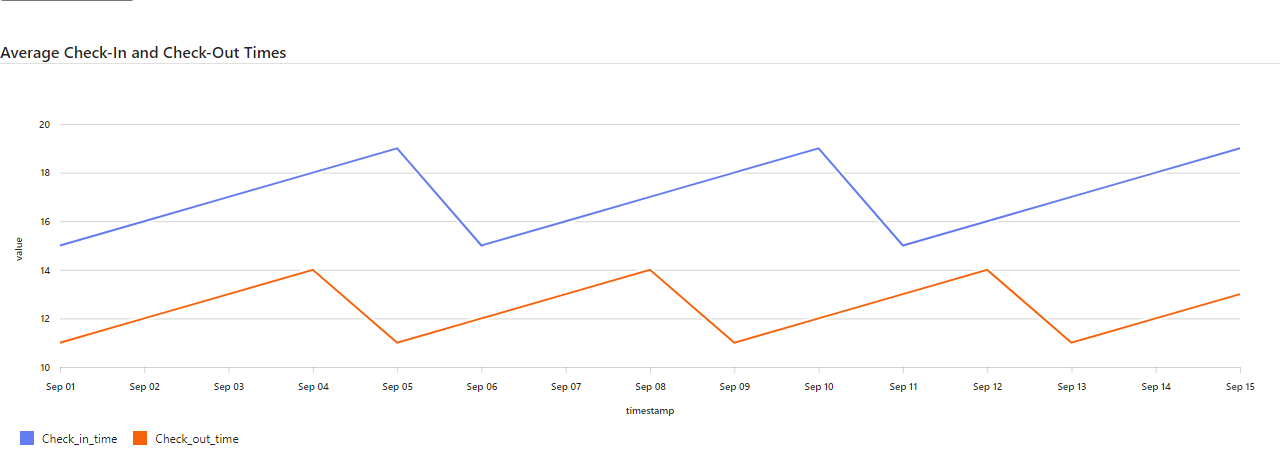 Average Check-In and Check-Out Times
20
18
16
14
12
10
value
Sep 01 Sep 02 Sep 03 Sep 04 Sep 05 Sep 06 Sep 07 Sep 08 Sep 09 Sep 10 Sep 11 Sep 12 Sep 13 Sep 14 Sep 15
timestamp
Check_in_time Check_out_time